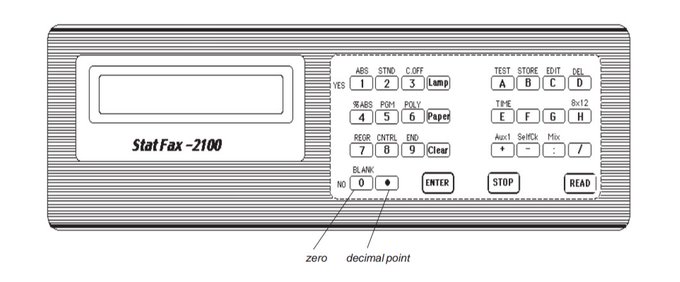 ABS STND C.OFF TEST STORE EDIT DEL
YES 1 2 3 Lamp A B C D
%ABS PGM POLY TIME 8x12
4 5 6 Paper E F G H
REGR CNTRL END Aux1 SelfCk Mix
Stat Fax -2100 7 8 9 Clear + - : /
BLANK
NO 0 ENTER STOP READ
zero decimal point